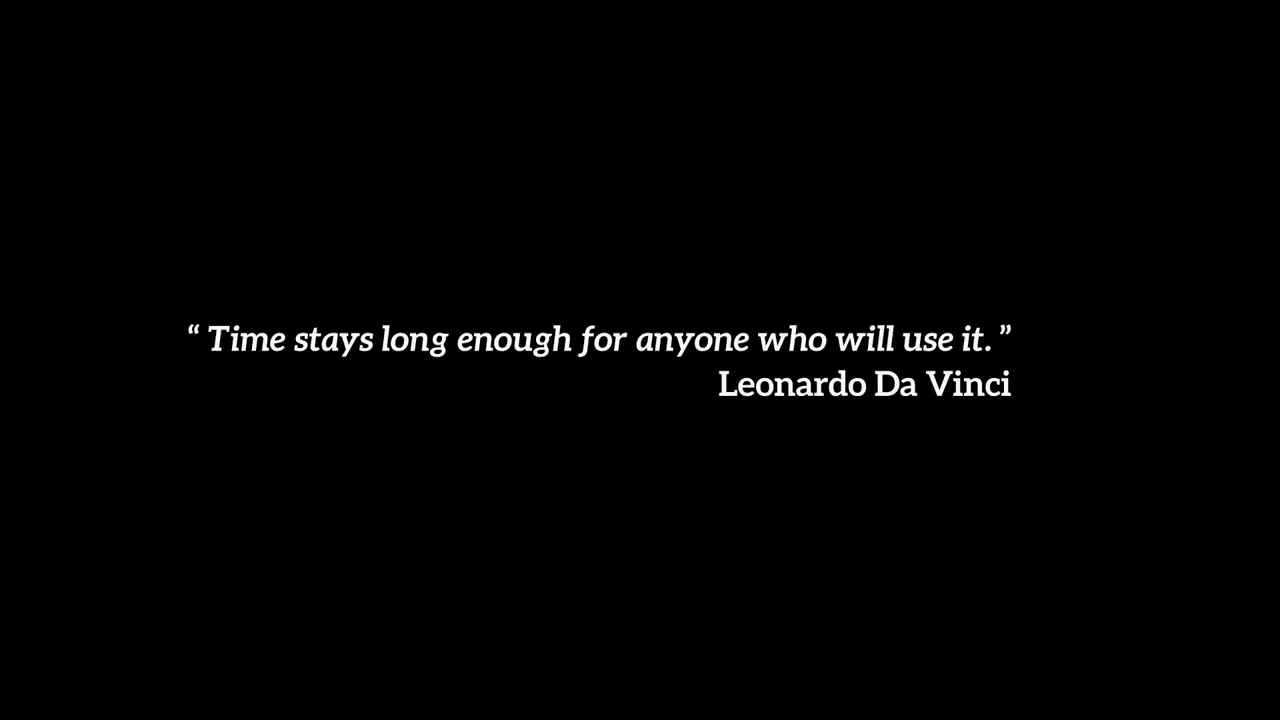 “ Time stays long enough for anyone who will use it. ”
Leonardo Da Vinci